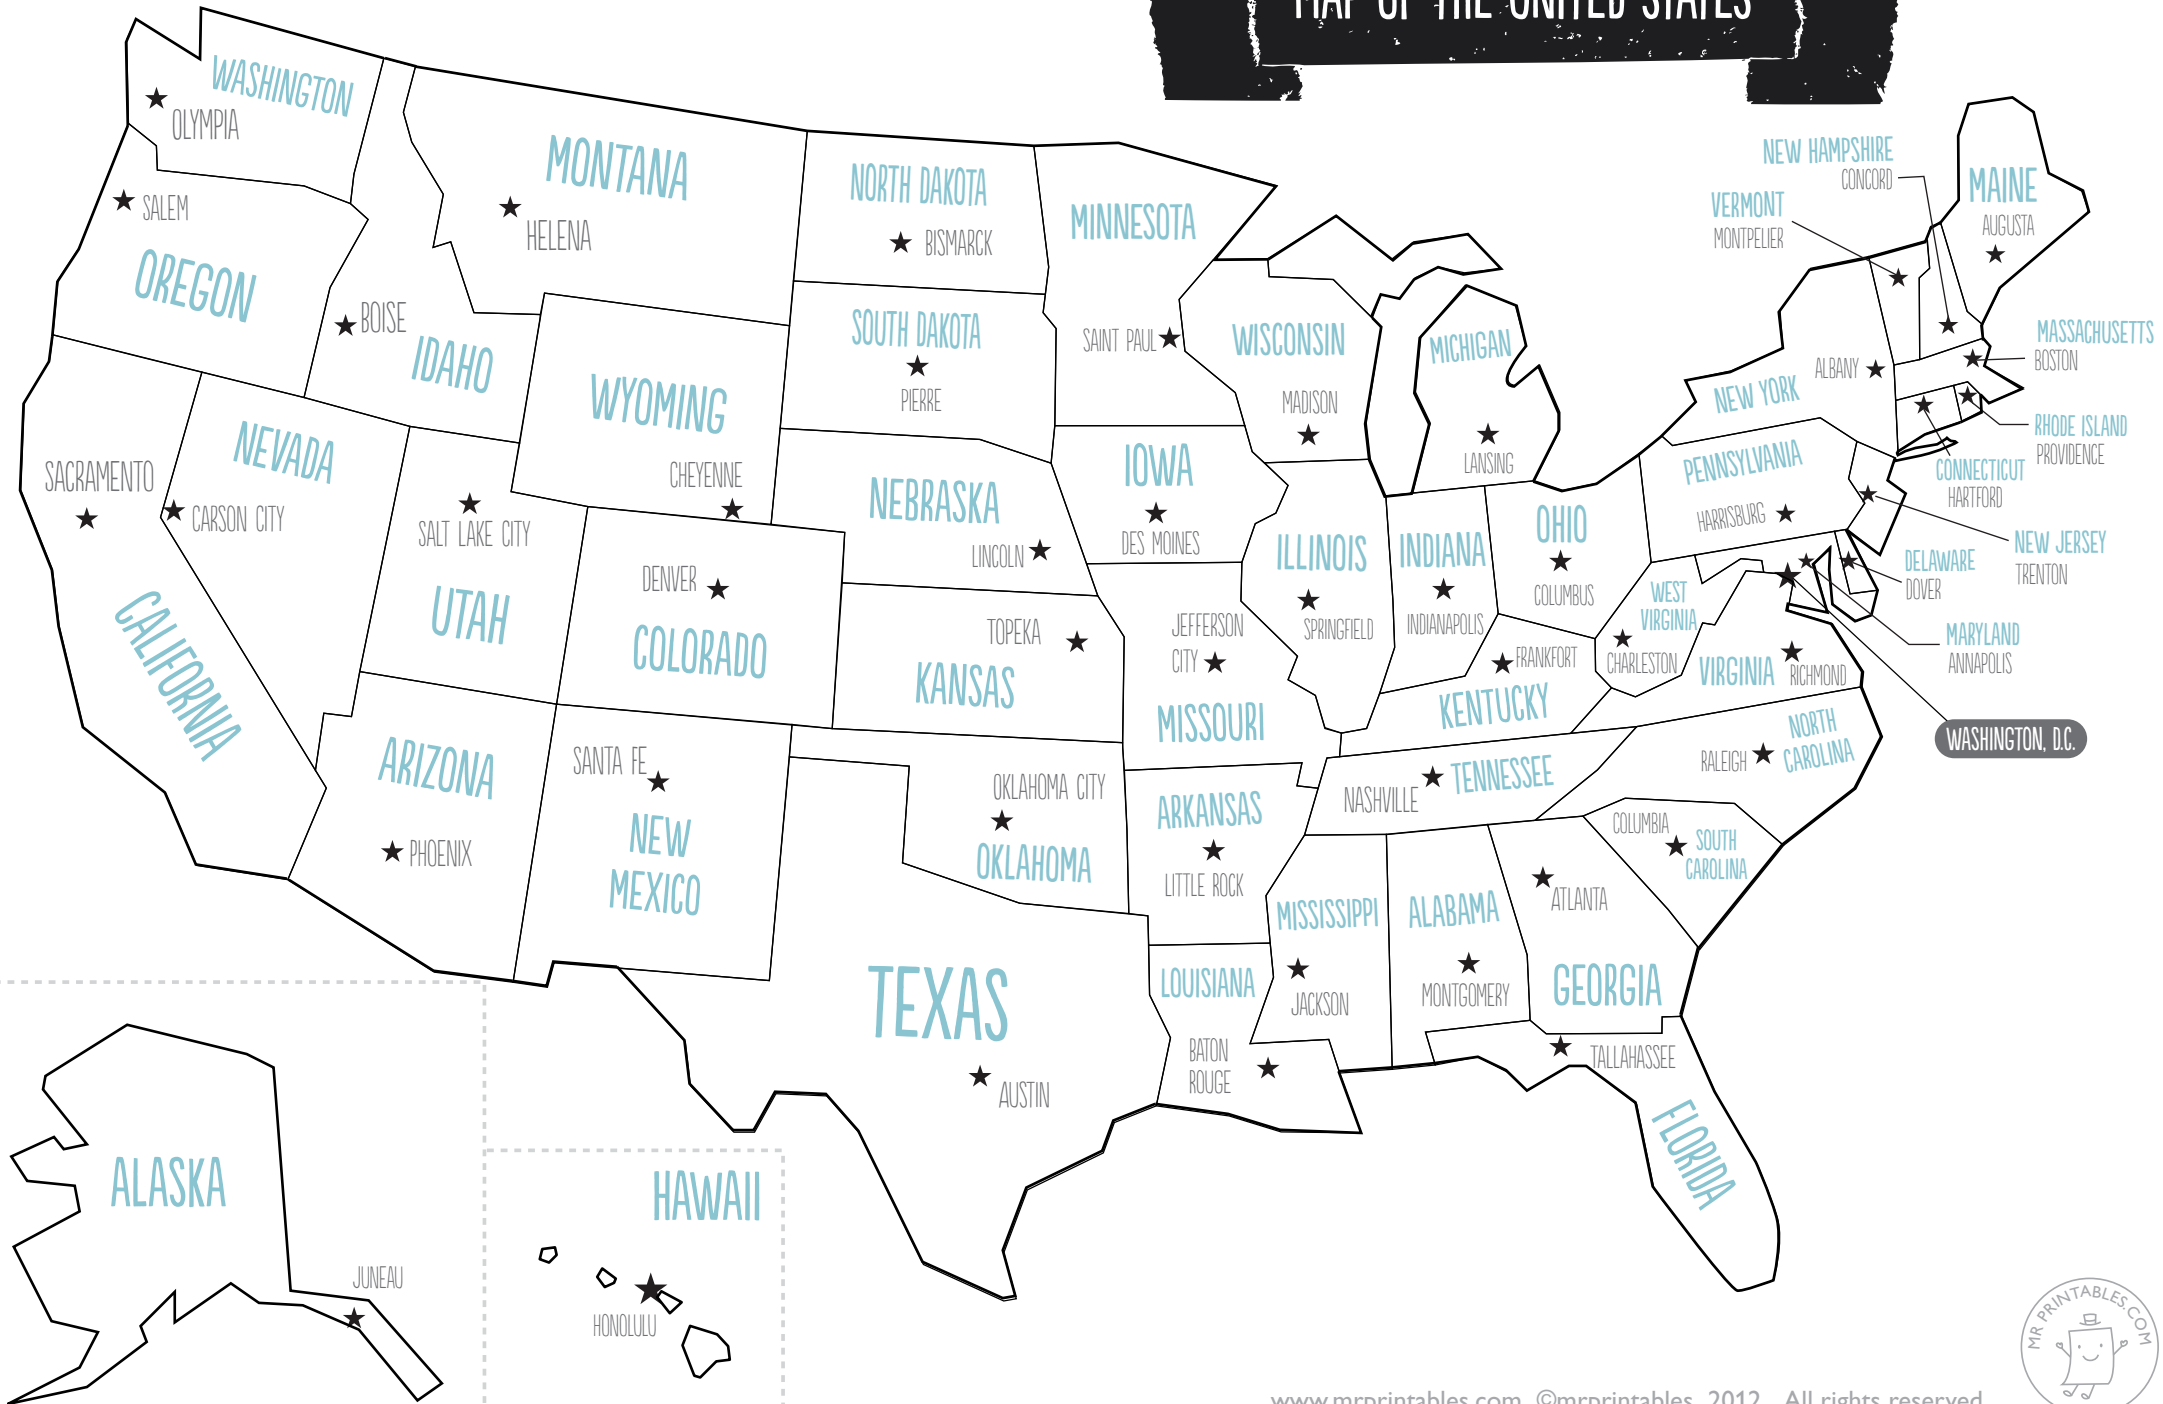 MAP OF THE UNITED STATES
WASHINGTON
OLYMPIA
MONTANA
HELENA
NORTH DAKOTA
BISMARCK
MINNESOTA
SAINT PAUL
NEW HAMPSHIRE
CONCORD
VERMONT
MONTPELIER
MAINE
AUGUSTA
SALEM
OREGON
BOISE
IDAHO
WYOMING
CHEYENNE
SOUTH DAKOTA
PIERRE
WISCONSIN
MADISON
MICHIGAN
LANSING
ALBANY
NEW YORK
MASSACHUSETTS
BOSTON
RHODE ISLAND
PROVIDENCE
CONNECTICUT
HARTFORD
PENNSYLVANIA
HARRISBURG
NEW JERSEY
TRENTON
DELAWARE
DOVER
MARYLAND
ANNAPOLIS
WASHINGTON, D.C.
SACRAMENTO
NEVADA
CARSON CITY
CALIFORNIA
SALT LAKE CITY
UTAH
DENVER
COLORADO
NEBRASKA
LINCOLN
IOWA
DES MOINES
ILLINOIS
SPRINGFIELD
INDIANA
INDIANAPOLIS
OHIO
COLUMBUS
WEST
VIRGINIA
CHARLESTON
VIRGINIA
RICHMOND
TOPEKA
KANSAS
JEFFERSON
CITY
MISSOURI
FRANKFORT
KENTUCKY
NORTH
CAROLINA
RALEIGH
ARIZONA
PHOENIX
SANTA FE
NEW
MEXICO
OKLAHOMA CITY
OKLAHOMA
ARKANSAS
LITTLE ROCK
NASHVILLE
TENNESSEE
COLUMBIA
SOUTH
CAROLINA
TEXAS
AUSTIN
LOUISIANA
BATON
ROUGE
MISSISSIPPI
JACKSON
ALABAMA
MONTGOMERY
ATLANTA
GEORGIA
TALLAHASSEE
FLORIDA
ALASKA
JUNEAU
HAWAII
HONOLULU
MR PRINTABLES.COM
www.mrprintables.com ©mrprintables 2012 All rights reserved